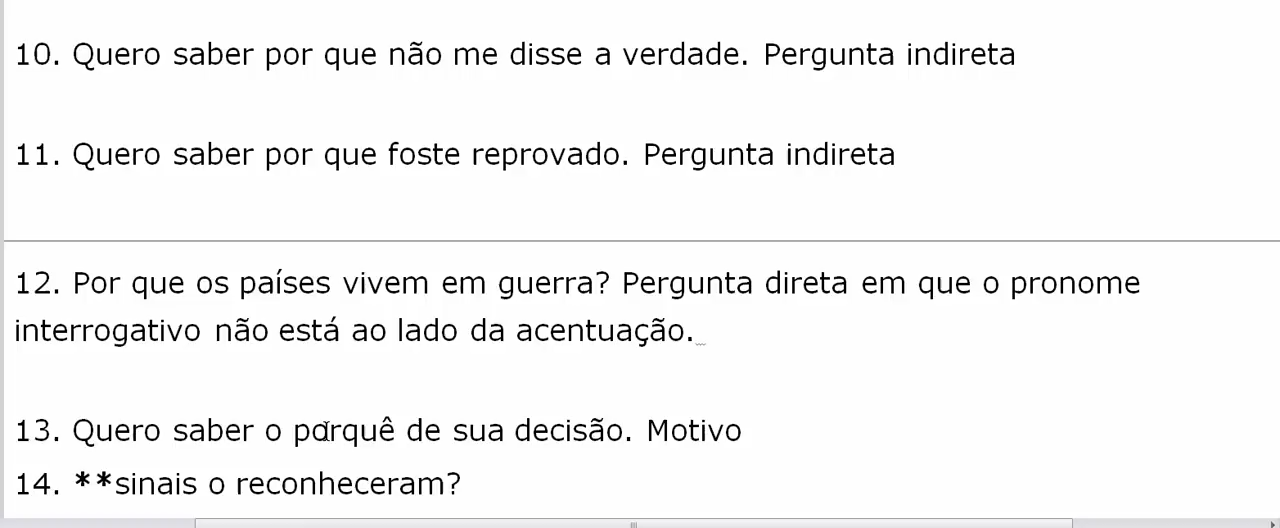 10. Quero saber por que não me disse a verdade. Pergunta indireta
11. Quero saber por que foste reprovado. Pergunta indireta
12. Por que os países vivem em guerra? Pergunta direta em que o pronome
interrogativo não está ao lado da acentuação.
13. Quero saber o porquê de sua decisão. Motivo
14. **sinais o reconheceram?